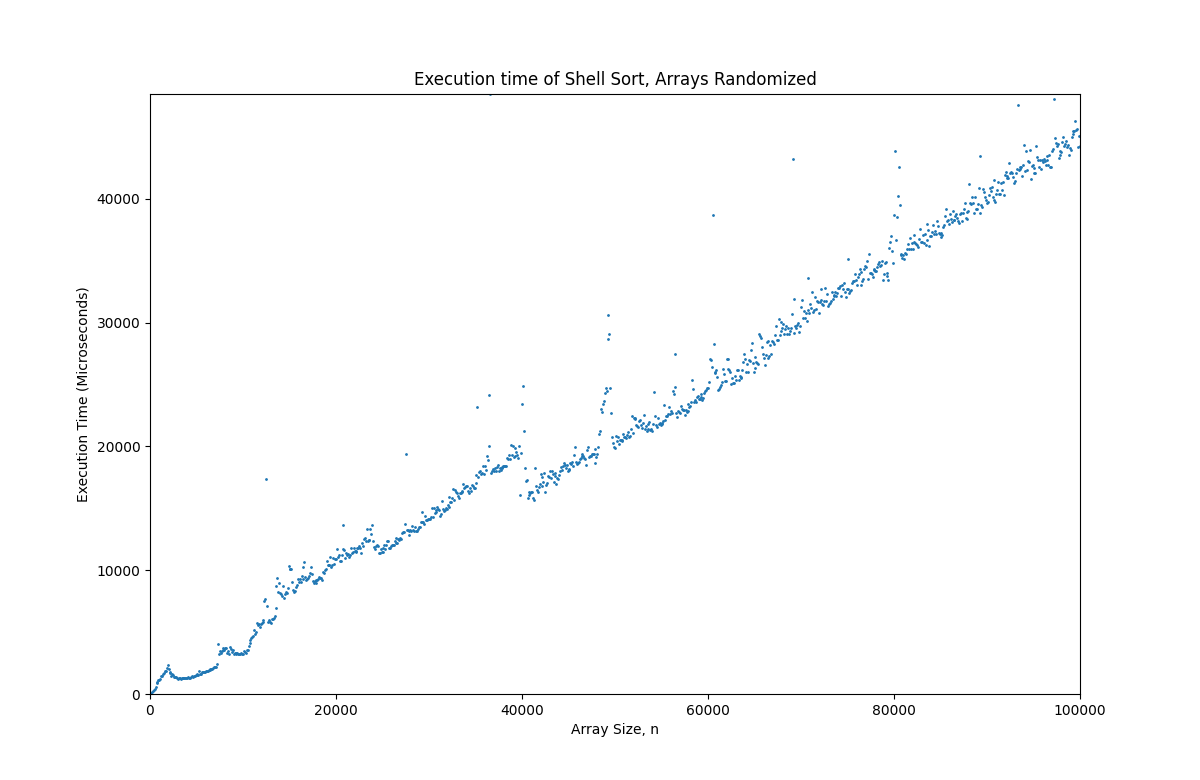 Execution time of Shell Sort, Arrays Randomized
Execution Time (Microseconds)
40000
30000
20000
10000
0
0 20000 40000 60000 80000 100000
Array Size, n